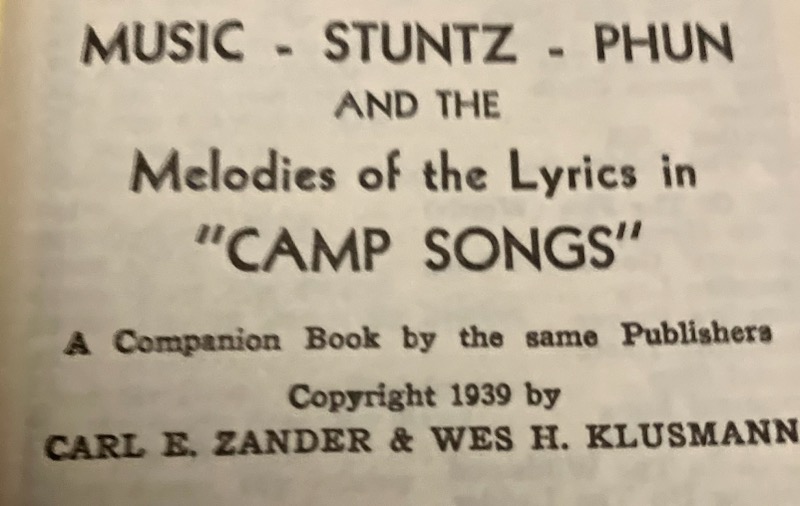 MUSIC - STUNTZ - PHUN
AND THE
Melodies of the Lyrics in
"CAMP SONGS"
A Companion Book by the same Publishers
Copyright 1939 by
CARL E. ZANDER & WES H. KLUSMANN